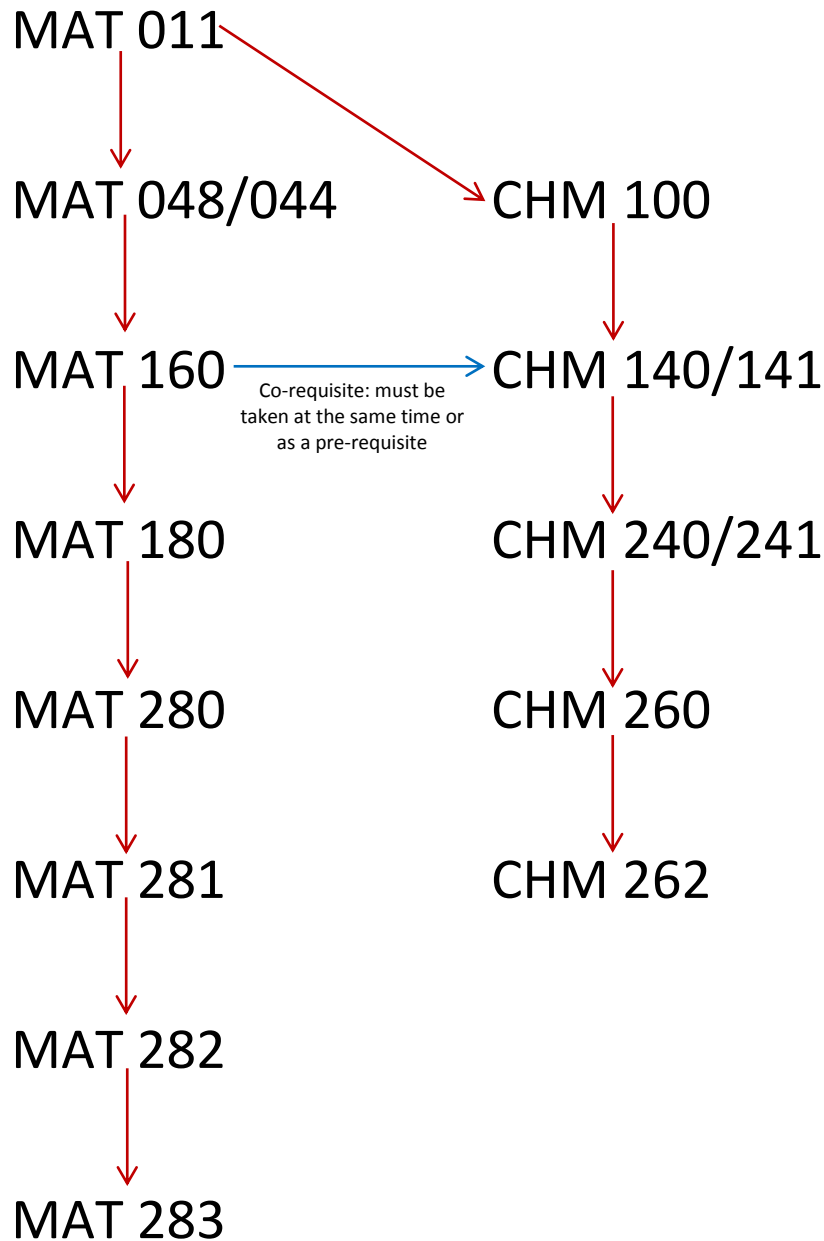 MAT 011
MAT 048/044
CHM 100
MAT 160
CHM 140/141
Co-requisite: must be
taken at the same time or
as a pre-requisite
MAT 180
CHM 240/241
MAT 280
CHM 260
MAT 281
CHM 262
MAT 282
MAT 283